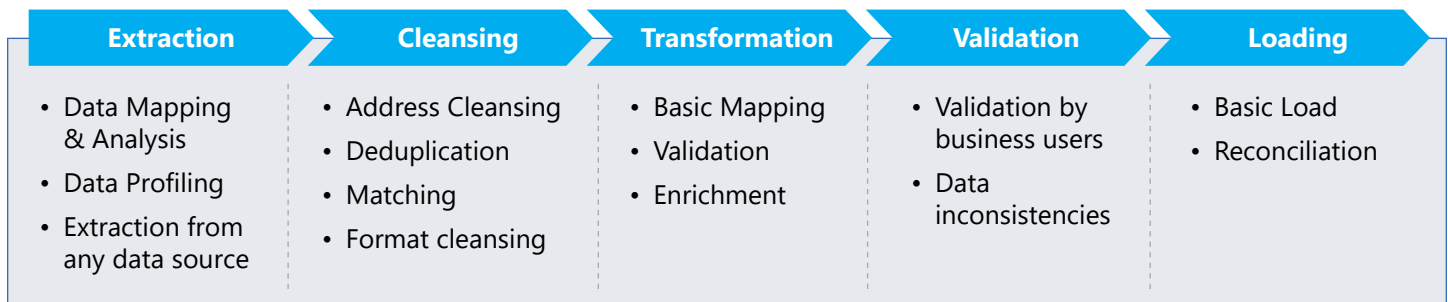 Extraction
Cleansing
Transformation
Validation
Loading
• Data Mapping
& Analysis
• Data Profiling
• Extraction from
any data source
• Address Cleansing
• Deduplication
• Matching
• Format cleansing
• Basic Mapping
• Validation
• Enrichment
• Validation by
business users
• Data
inconsistencies
• Basic Load
• Reconciliation